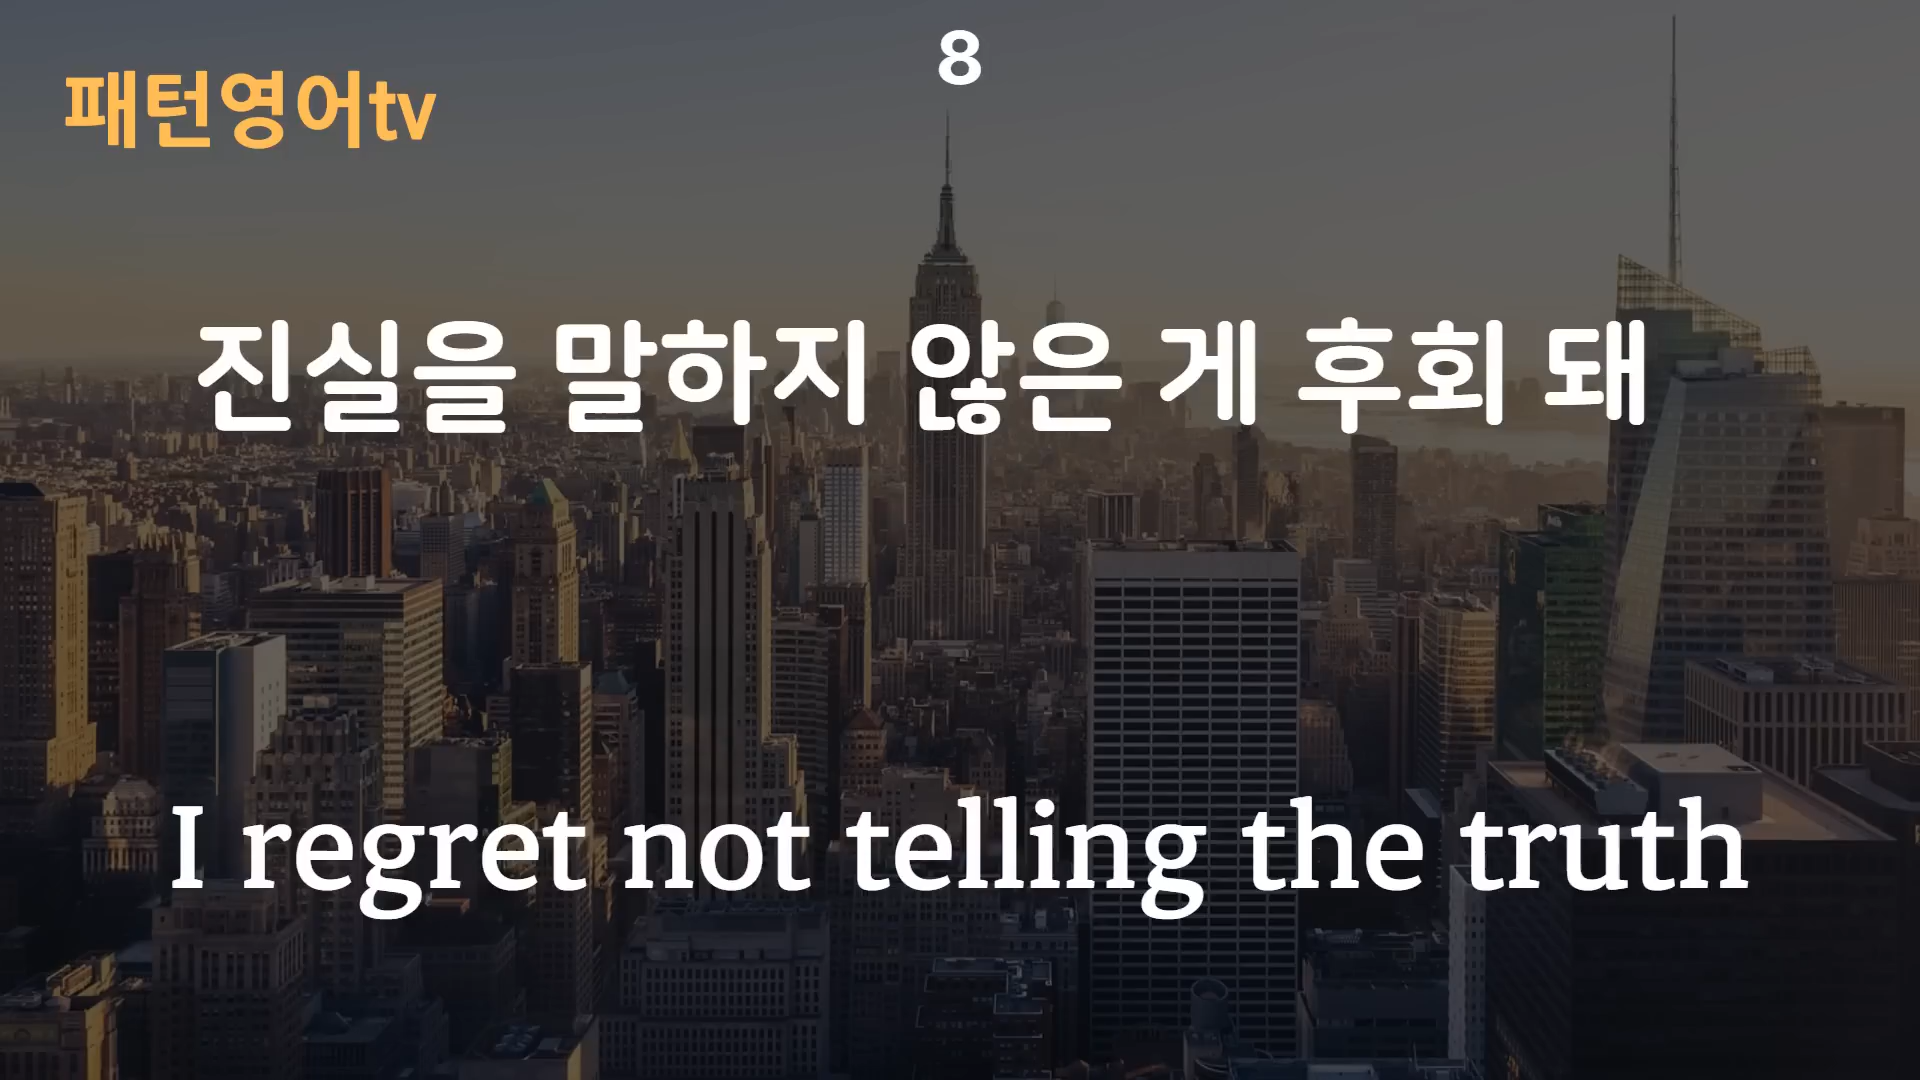 8
패턴영어tv
진실을 말하지 않은 게 후회 돼
I regret not telling the truth